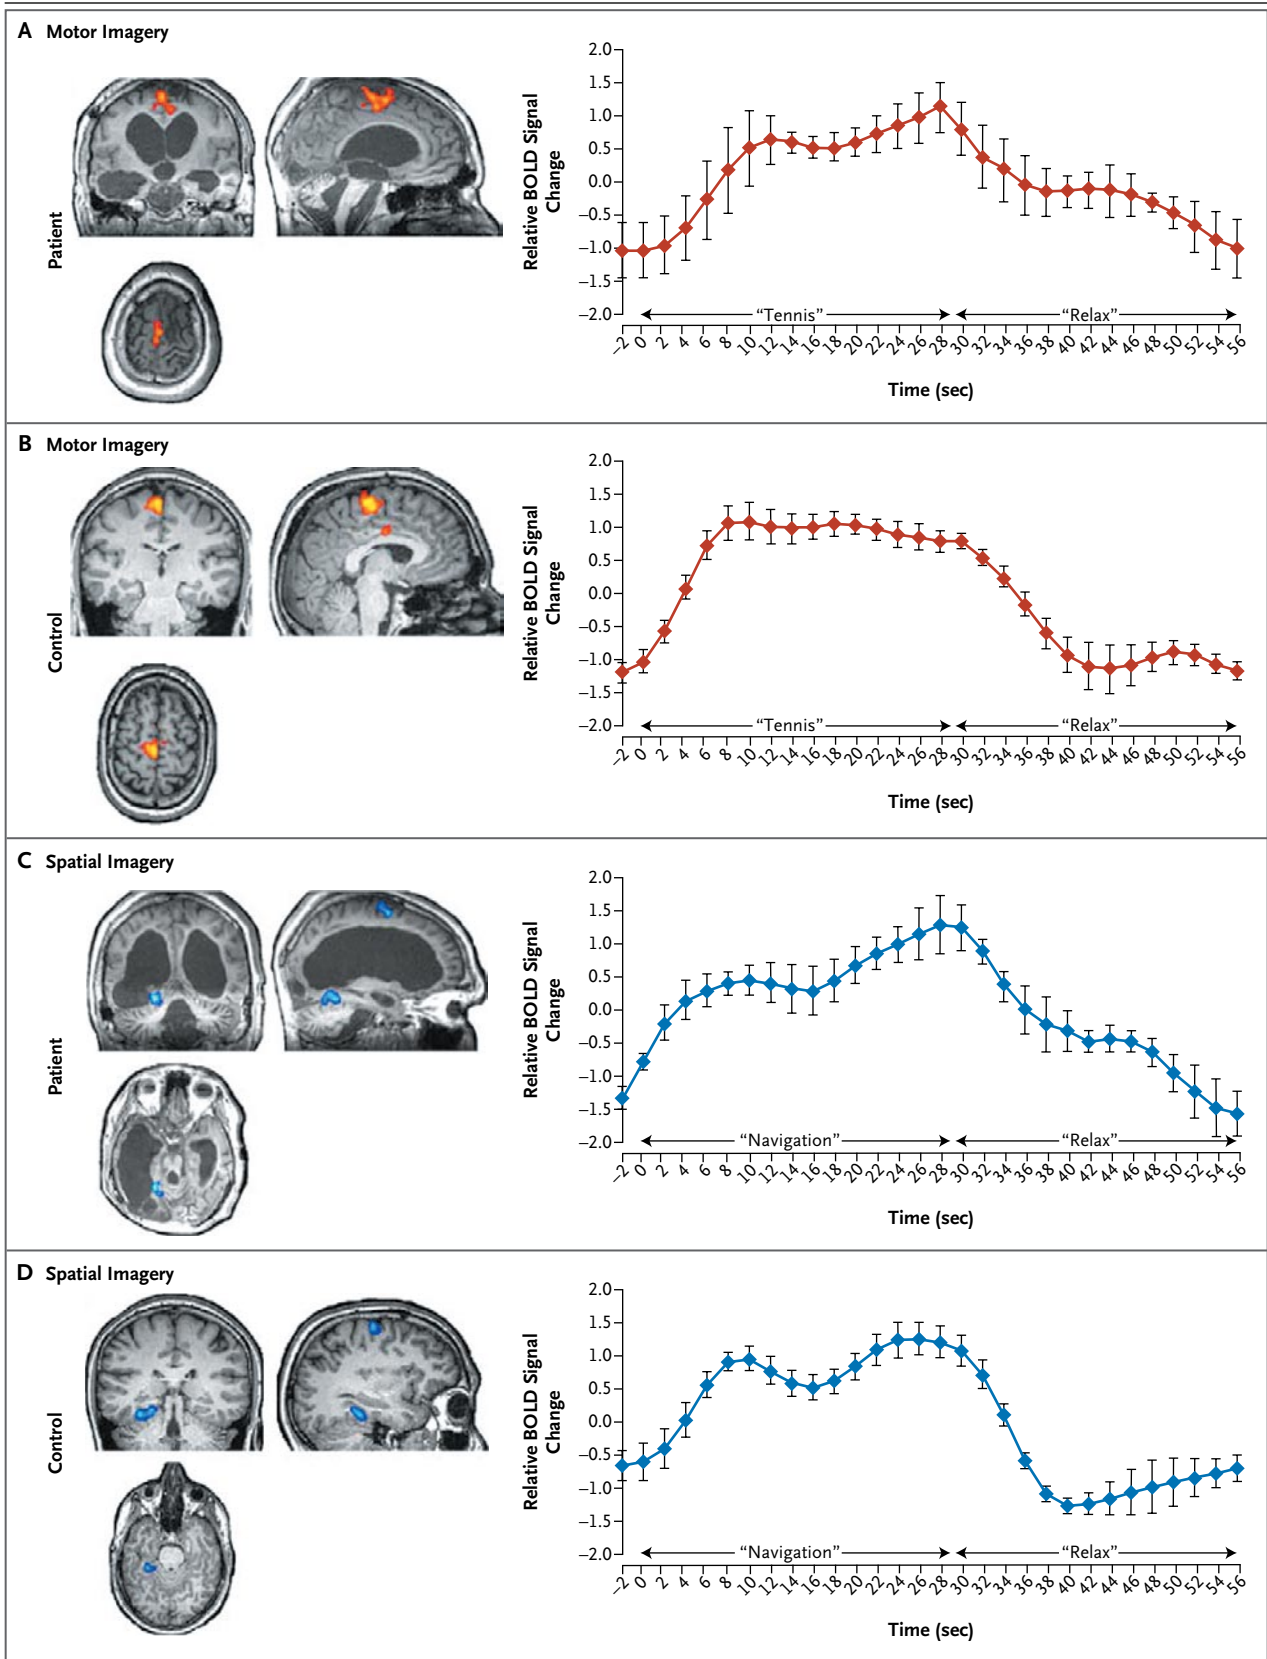 A Motor Imagery
Patient
Relative BOLD Signal
Change
2.0
1.5
1.0
0.5
0.0
−0.5
−1.0
−1.5
−2.0
“Tennis” “Relax”
−2 0 2 4 6 8 10 12 14 16 18 20 22 24 26 28 30 32 34 36 38 40 42 44 46 48 50 52 54 56
Time (sec)
B Motor Imagery
Control
Relative BOLD Signal
Change
2.0
1.5
1.0
0.5
0.0
−0.5
−1.0
−1.5
−2.0
“Tennis” “Relax”
−2 0 2 4 6 8 10 12 14 16 18 20 22 24 26 28 30 32 34 36 38 40 42 44 46 48 50 52 54 56
Time (sec)
C Spatial Imagery
Patient
Relative BOLD Signal
Change
2.0
1.5
1.0
0.5
0.0
−0.5
−1.0
−1.5
−2.0
“Navigation” “Relax”
−2 0 2 4 6 8 10 12 14 16 18 20 22 24 26 28 30 32 34 36 38 40 42 44 46 48 50 52 54 56
Time (sec)
D Spatial Imagery
Control
Relative BOLD Signal
Change
2.0
1.5
1.0
0.5
0.0
−0.5
−1.0
−1.5
−2.0
“Navigation” “Relax”
−2 0 2 4 6 8 10 12 14 16 18 20 22 24 26 28 30 32 34 36 38 40 42 44 46 48 50 52 54 56
Time (sec)